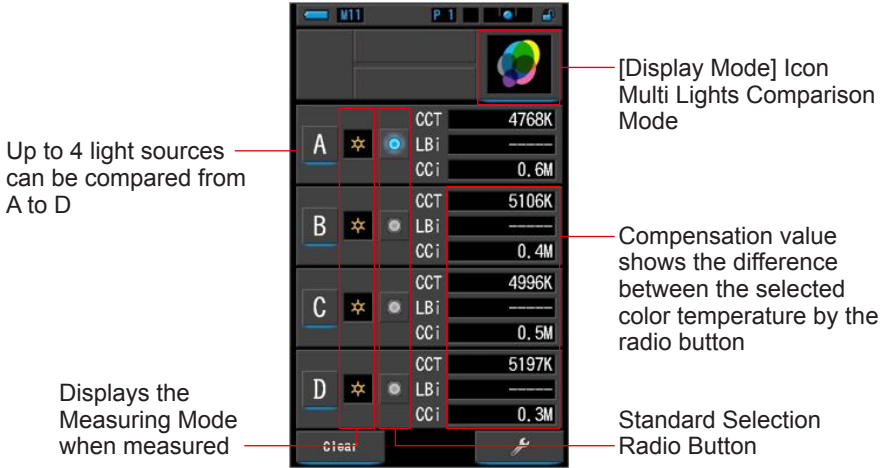 M11 P 1
[Display Mode] Icon
Multi Lights Comparison
Mode
Up to 4 light sources
can be compared from
A to D
A CCT 4768K
LBi -----
CCi 0.6M
B CCT 5106K
LBi -----
CCi 0.4M
C CCT 4996K
LBi -----
CCi 0.5M
D CCT 5197K
LBi -----
CCi 0.3M
Compensation value
shows the difference
between the selected
color temperature by the
radio button
Displays the
Measuring Mode
when measured
Clear
Standard Selection
Radio Button